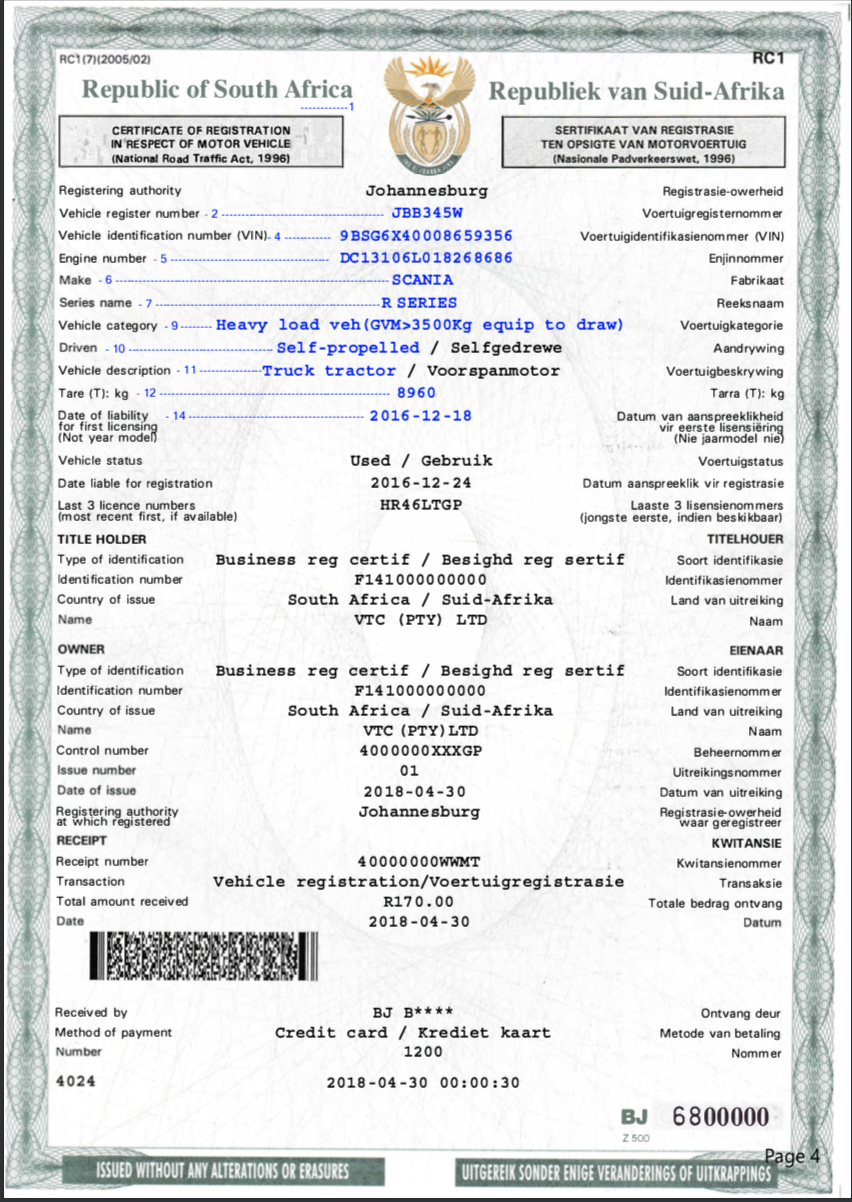 RC1(7)(2005/02)
RC1
Republic of South Africa
Republiek van Suid-Afrika
1
CERTIFICATE OF REGISTRATION
IN RESPECT OF MOTOR VEHICLE
(National Road Traffic Act, 1996)
SERTIFIKAAT VAN REGISTRASIE
TEN OPSIGTE VAN MOTORVOERTUIG
(Nasionale Padverkeerswet, 1996)
Registering authority Johannesburg Registrasie-owerheid
Vehicle register number - 2 JBB345W Voertuigregisternommer
Vehicle identification number (VIN). 4 9BSG6X40008659356 Voertuigidentifikasienommer (VIN)
Engine number - 5 DC13106L018268686 Enjinnommer
Make - 6 SCANIA Fabrikaat
Series name - 7 R SERIES Reeksnaam
Vehicle category - 9 Heavy load veh(GVM>3500Kg equip to draw) Voertuigkategorie
Driven - 10 Self-propelled / Selfgedrewe Aandrywing
Vehicle description - 11 Truck tractor / Voorspanmotor Voertuigbeskrywing
Tare (T): kg - 12 8960 Tarra (T): kg
Date of liability - 14 2016-12-18 Datum van aanspreeklikheid
for first licensing vir eerste lisensiëring
(Not year model) (Nie jaarmodel nie)
Vehicle status Used / Gebruik Voertuigstatus
Date liable for registration 2016-12-24 Datum aanspreeklik vir registrasie
Last 3 licence numbers HR46LTGP Laaste 3 lisensienommers
(most recent first, if available) (jongste eerste, indien beskikbaar)
TITLE HOLDER TITELHOUER
Type of identification Business reg certif / Besighd reg sertif Soort identifikasie
Identification number F141000000000 Identifikasienommer
Country of issue South Africa / Suid-Afrika Land van uitreiking
Name VTC (PTY) LTD Naam
OWNER EIENAAR
Type of identification Business reg certif / Besighd reg sertif Soort identifikasie
Identification number F141000000000 Identifikasienommer
Country of issue South Africa / Suid-Afrika Land van uitreiking
Name VTC (PTY) LTD Naam
Control number 4000000XXXGP Beheernommer
Issue number 01 Uitreikingsnommer
Date of issue 2018-04-30 Datum van uitreiking
Registering authority Johannesburg Registrasie-owerheid
at which registered waar geregistreer
RECEIPT KWITANSIE
Receipt number 40000000WWMT Kwitansienommer
Transaction Vehicle registration/Voertuigregistrasie Transaksie
Total amount received R170.00 Totale bedrag ontvang
Date 2018-04-30 Datum
Received by BJ B**** Ontvang deur
Method of payment Credit card / Krediet kaart Metode van betaling
Number 1200 Nommer
4024 2018-04-30 00:00:30
BJ 6800000
Z 500
Page 4
ISSUED WITHOUT ANY ALTERATIONS OR ERASURES
UITGEREIK SONDER ENIGE VERANDERINGS OF UITKRAPPINGS